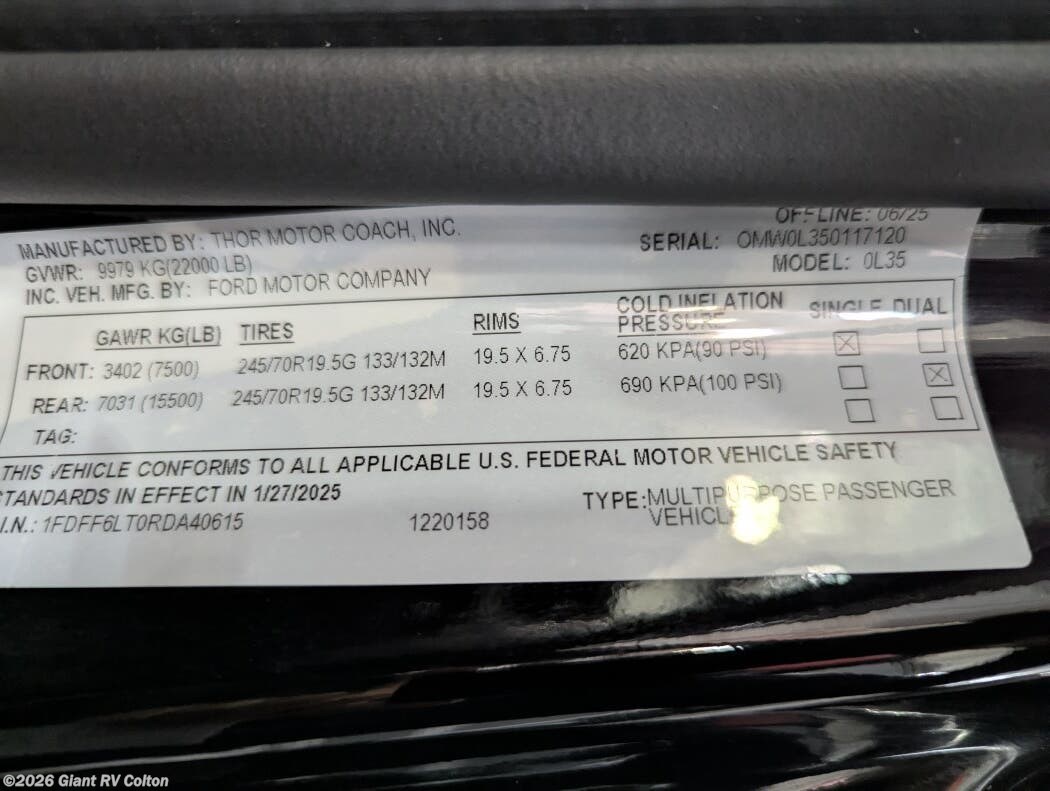 OFFLINE: 06/25
MANUFACTURED BY: THOR MOTOR COACH, INC.
SERIAL: OMW0L350117120
GVWR: 9979 KG(22000 LB)
MODEL: 0L35
INC. VEH. MFG. BY: FORD MOTOR COMPANY
GAWR KG(LB) TIRES RIMS COLD INFLATION PRESSURE SINGLE DUAL
FRONT: 3402 (7500) 245/70R19.5G 133/132M 19.5 X 6.75 620 KPA(90 PSI) ☒ ☐
REAR: 7031 (15500) 245/70R19.5G 133/132M 19.5 X 6.75 690 KPA(100 PSI) ☐ ☒
TAG: ☐ ☐
THIS VEHICLE CONFORMS TO ALL APPLICABLE U.S. FEDERAL MOTOR VEHICLE SAFETY
STANDARDS IN EFFECT IN 1/27/2025
TYPE: MULTIPURPOSE PASSENGER
VEHICLE
I.N.: 1FDFF6LT0RDA40615 1220158
©2026 Giant RV Colton